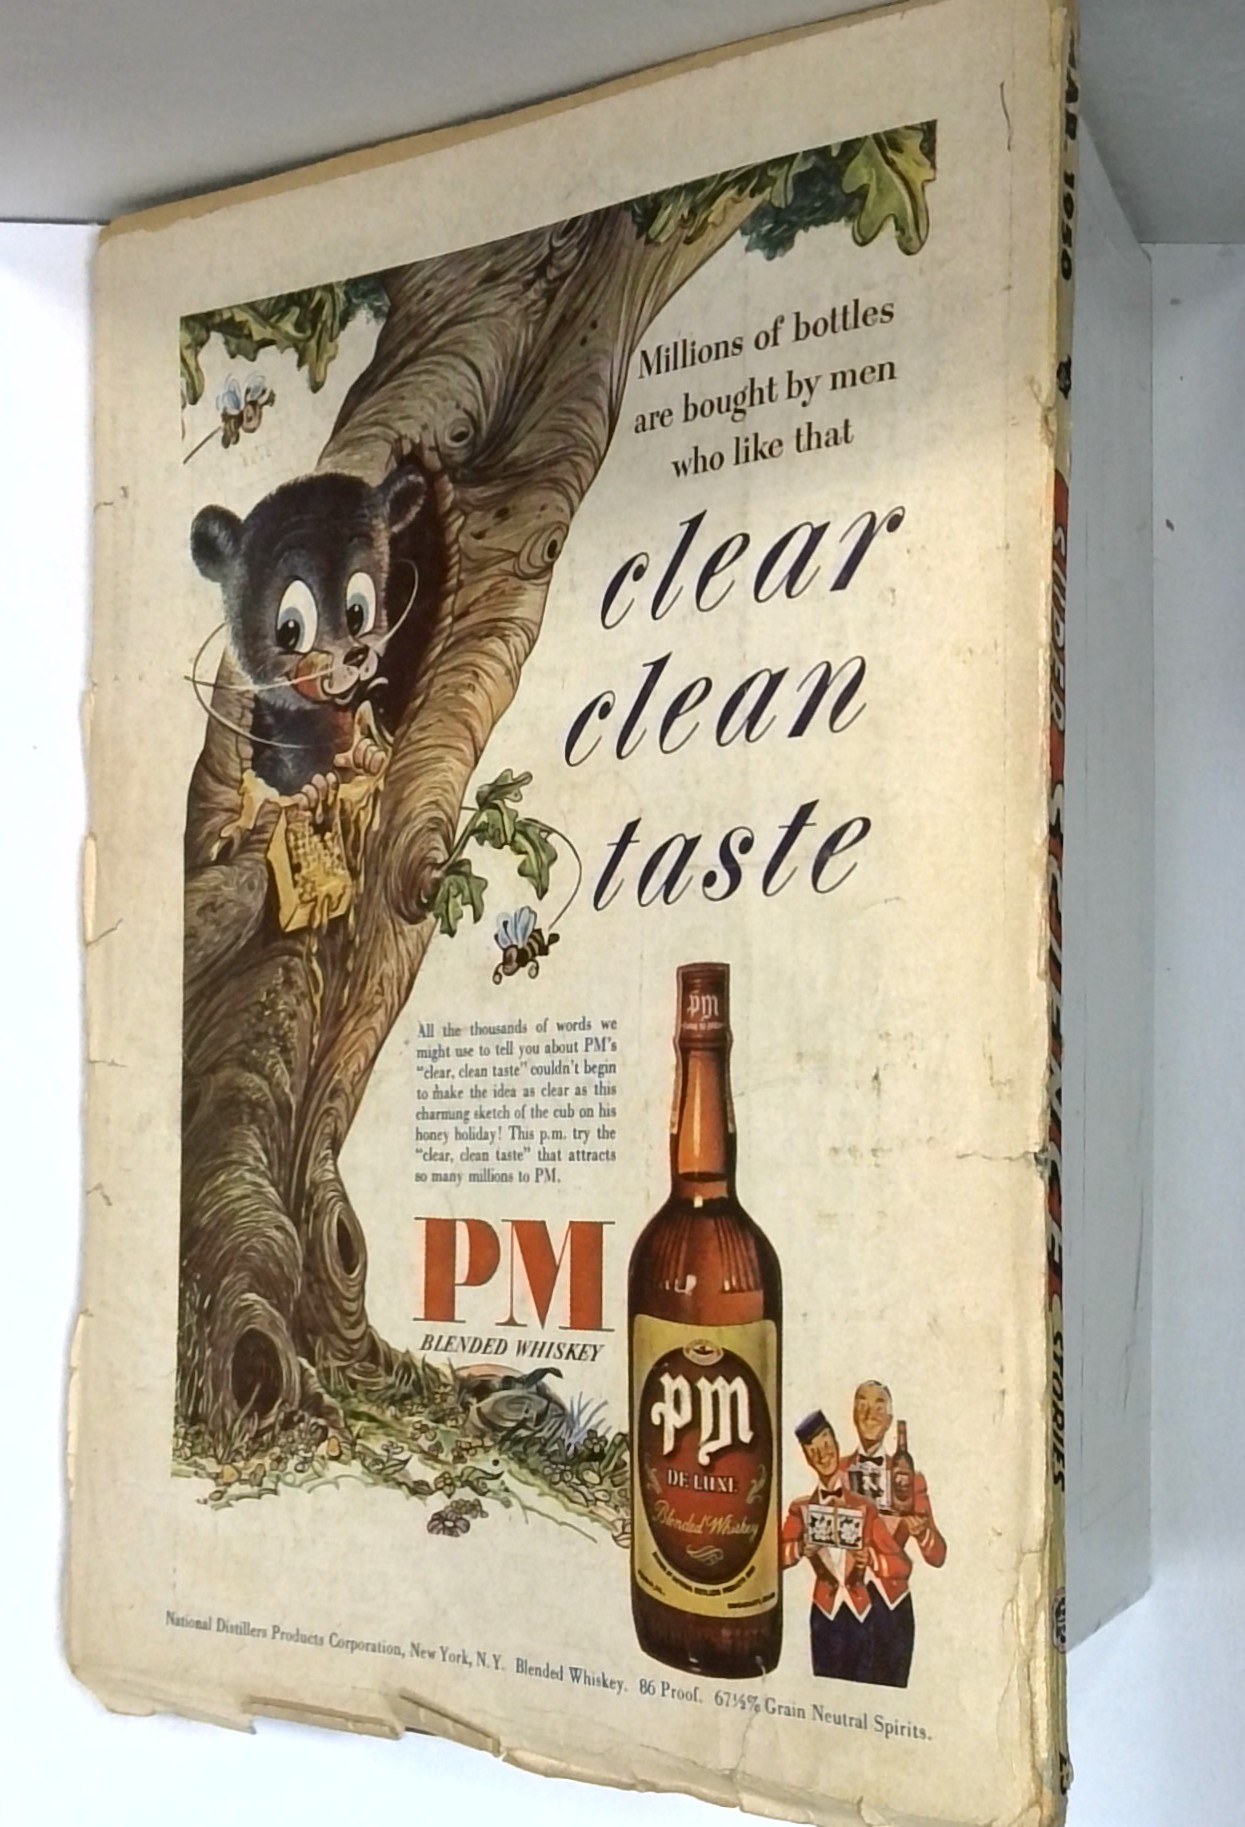 Millions of bottles
are bought by men
who like that
clear
clean
taste
All the thousands of words we
might use to tell you about PM's
"clear, clean taste" couldn't begin
to make the idea as clear as this
charming sketch of the cub on his
honey holiday! This p.m. try the
"clear, clean taste" that attracts
so many millions to PM.
PM
BLENDED WHISKEY
pm
pm
DE LUXE
Blended Whiskey
National Distillers Products Corporation, New York, N.Y. Blended Whiskey. 86 Proof. 67½% Grain Neutral Spirits.
MAR. 1950
SUPER SCIENCE STORIES